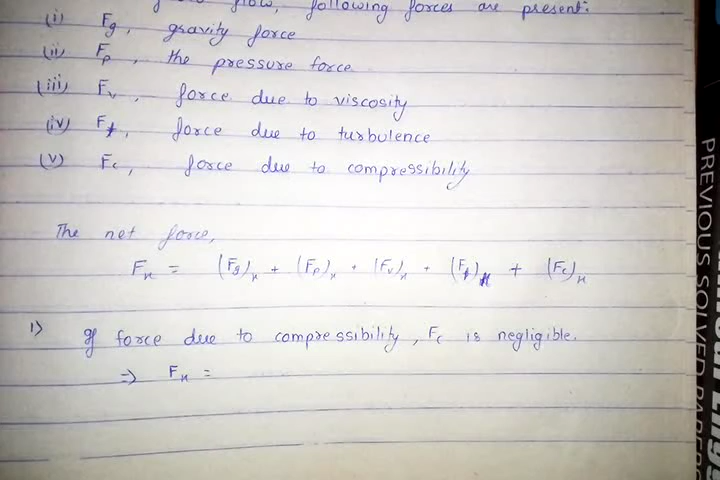 flow, following forces are present:
(i) Fg, gravity force
(ii) Fp, the pressure force
(iii) Fv, force due to viscosity
(iv) Ft, force due to turbulence
(v) Fc, force due to compressibility
The net force,
Fx = (Fg)x + (Fp)x + (Fv)x + (Ft)x + (Fc)x
1) If force due to compressibility, Fc is negligible.
⇒ Fx =
PREVIOUS SOLVED PAPERS